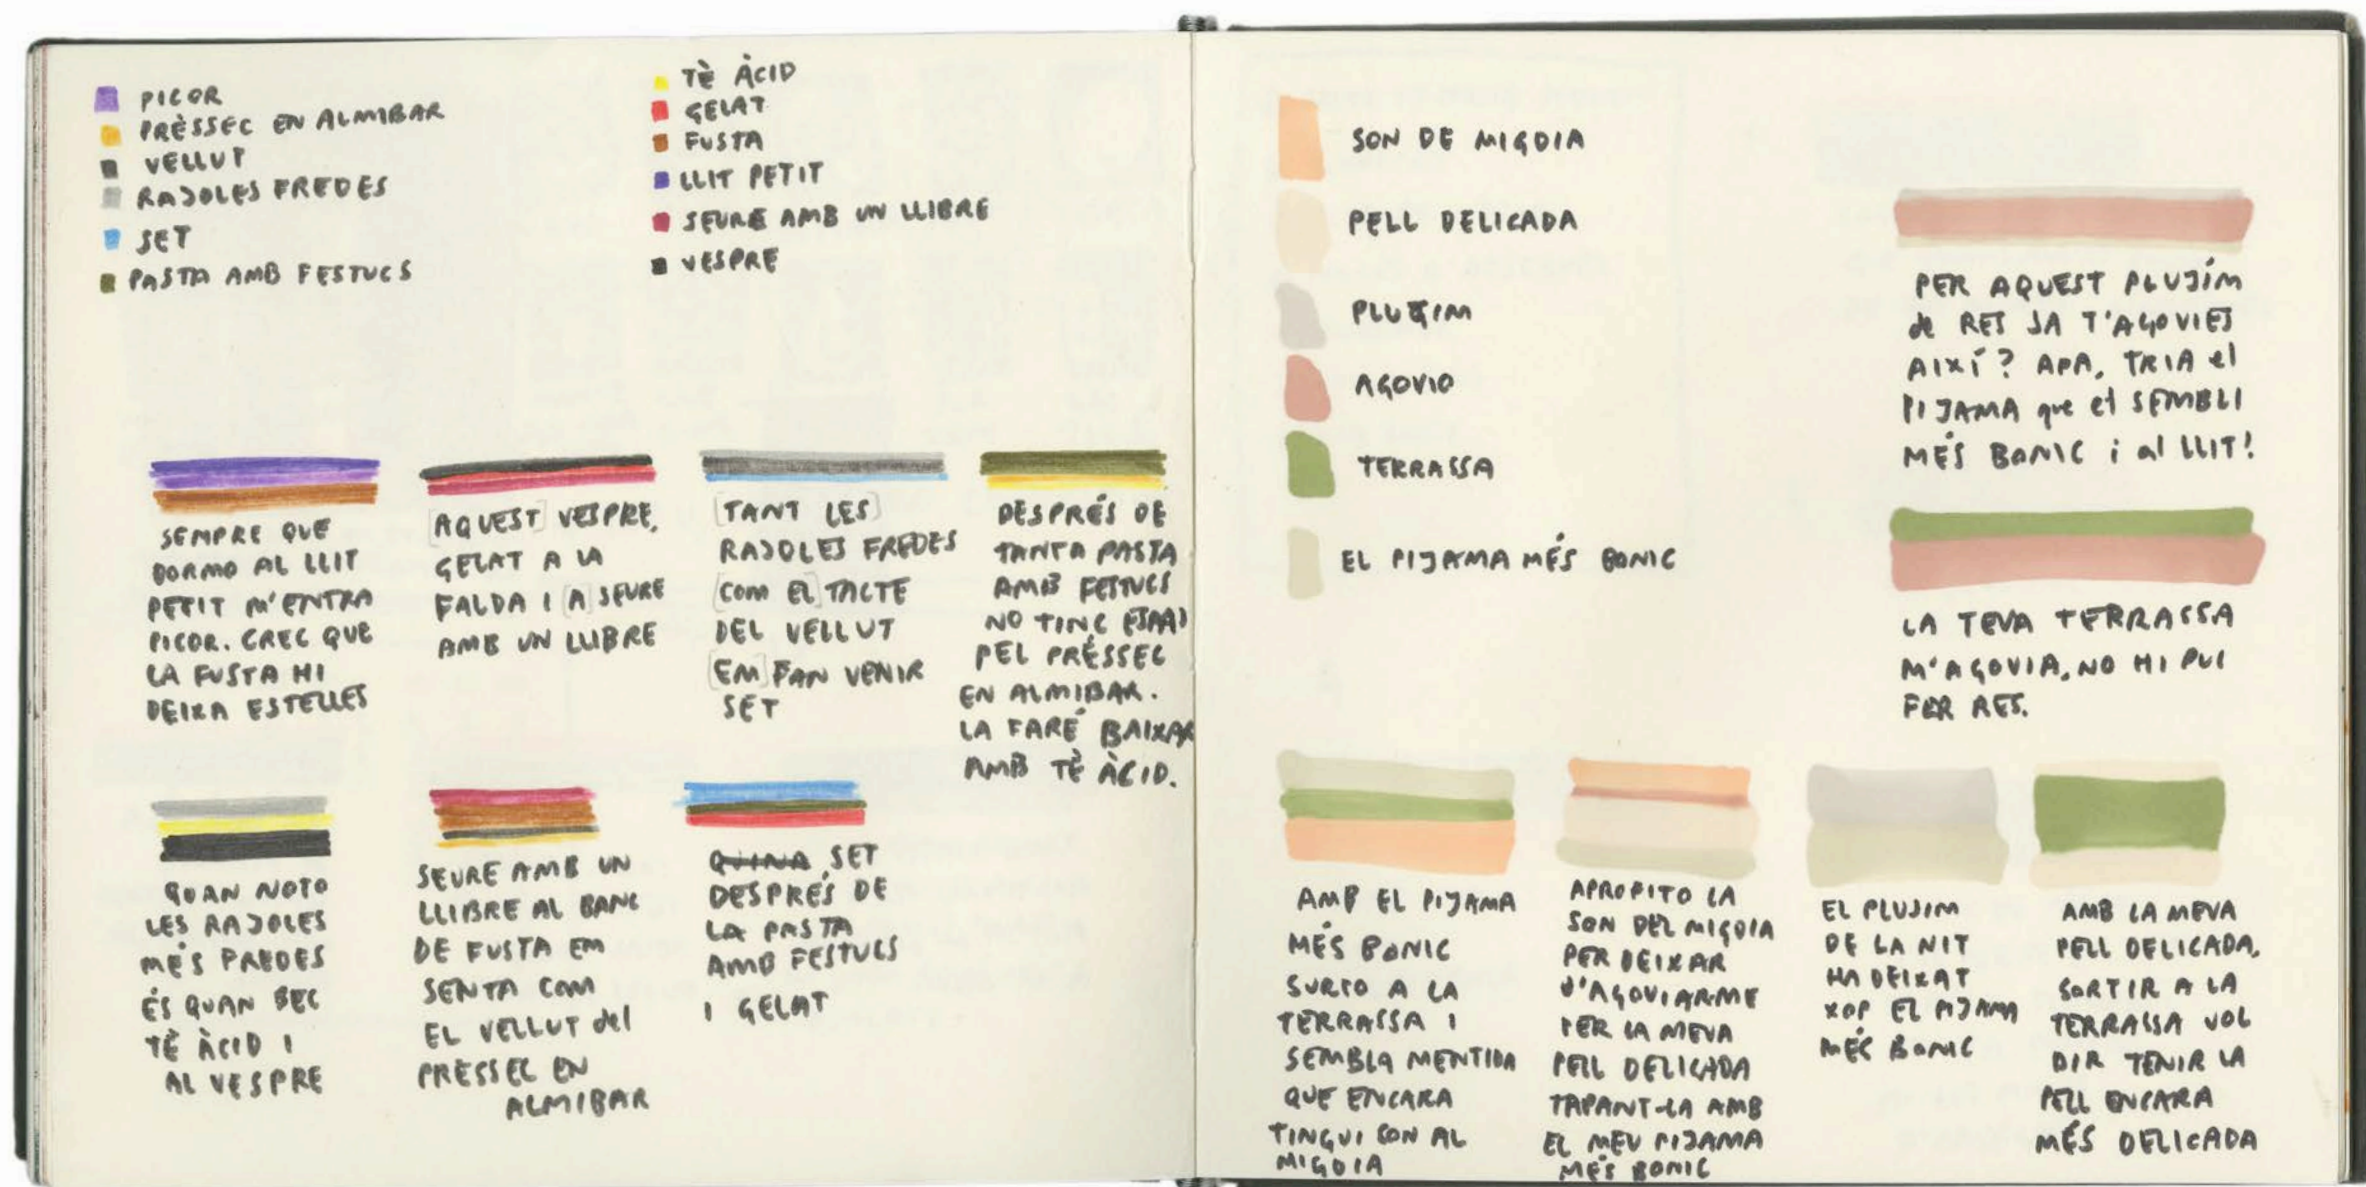 PICOR
PRÈSSEC EN ALMIBAR
VELLUT
RAJOLES FREDES
SET
PASTA AMB FESTUCS
TÈ ÀCID
GELAT
FUSTA
LLIT PETIT
SEURE AMB UN LLIBRE
VESPRE
SEMPRE QUE
DORMO AL LLIT
PETIT M'ENTRA
PICOR. CREC QUE
LA FUSTA HI
DEIXA ESTELLES
[AQUEST] VESPRE,
GELAT A LA
FALDA I [A] SEURE
AMB UN LLIBRE
[TANT LES]
RAJOLES FREDES
[COM EL] TACTE
DEL VELLUT
[EM] FAN VENIR
SET
DESPRÉS DE
TANTA PASTA
AMB FESTUCS
NO TINC ESPAI
PEL PRÉSSEC
EN ALMIBAR.
LA FARÉ BAIXAR
AMB TÈ ÀCID.
QUAN NOTO
LES RAJOLES
MÉS FREDES
ÉS QUAN BEC
TÈ ÀCID I
AL VESPRE
SEURE AMB UN
LLIBRE AL BANC
DE FUSTA EM
SENTA COM
EL VELLUT del
PRESSEC EN
ALMIBAR
QUINA SET
DESPRÉS DE
LA PASTA
AMB FESTUCS
I GELAT
SON DE MIGDIA
PELL DELICADA
PLUGIM
AGOVIO
TERRASSA
EL PIJAMA MÉS BONIC
PER AQUEST PLUJÍM
de RES JA T'AGOVIES
AIXÍ? APA, TRIA el
PIJAMA que et SEMBLI
MÉS BONIC i al LLIT!
LA TEVA TERRASSA
M'AGOVIA, NO HI PUC
FER RES.
AMB EL PIJAMA
MÉS BONIC
SURTO A LA
TERRASSA I
SEMBLA MENTIDA
QUE ENCARA
TINGUI SON AL
MIGDIA
APROFITO LA
SON DEL MIGDIA
PER DEIXAR
D'AGOVIARME
PER LA MEVA
PELL DELICADA
TAPANT-LA AMB
EL MEU PIJAMA
MÉS BONIC
EL PLUJIM
DE LA NIT
HA DEIXAT
XOP EL PIJAMA
MÉS BONIC
AMB LA MEVA
PELL DELICADA,
SORTIR A LA
TERRASSA VOL
DIR TENIR LA
PELL ENCARA
MÉS DELICADA